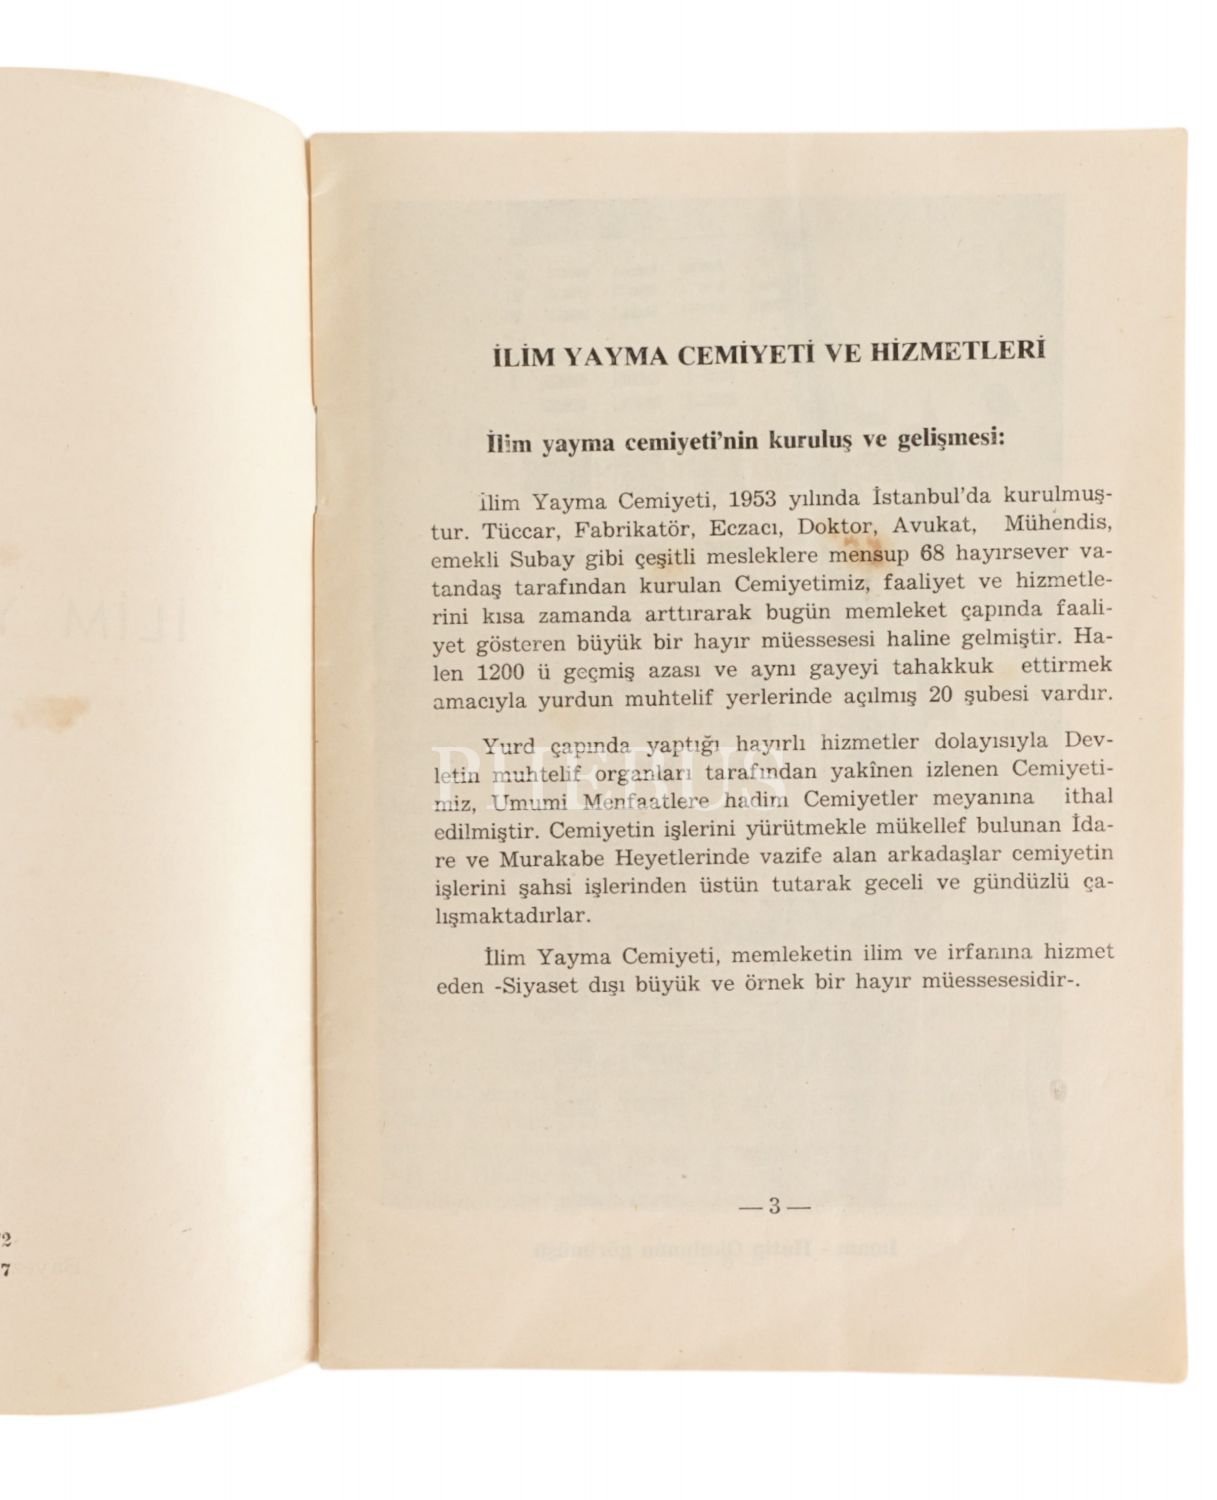 İLİM YAYMA CEMİYETİ VE HİZMETLERİ
İlim yayma cemiyeti'nin kuruluş ve gelişmesi:
İlim Yayma Cemiyeti, 1953 yılında İstanbul'da kurulmuş-
tur. Tüccar, Fabrikatör, Eczacı, Doktor, Avukat, Mühendis,
emekli Subay gibi çeşitli mesleklere mensup 68 hayırsever va-
tandaş tarafından kurulan Cemiyetimiz, faaliyet ve hizmetle-
rini kısa zamanda arttırarak bugün memleket çapında faali-
yet gösteren büyük bir hayır müessesesi haline gelmiştir. Ha-
len 1200 ü geçmiş azası ve aynı gayeyi tahakkuk ettirmek
amacıyla yurdun muhtelif yerlerinde açılmış 20 şubesi vardır.
Yurd çapında yaptığı hayırlı hizmetler dolayısıyla Dev-
letin muhtelif organları tarafından yakînen izlenen Cemiyeti-
miz, Umumi Menfaatlere hadim Cemiyetler meyanına ithal
edilmiştir. Cemiyetin işlerini yürütmekle mükellef bulunan İda-
re ve Murakabe Heyetlerinde vazife alan arkadaşlar cemiyetin
işlerini şahsi işlerinden üstün tutarak geceli ve gündüzlü ça-
lışmaktadırlar.
İlim Yayma Cemiyeti, memleketin ilim ve irfanına hizmet
eden -Siyaset dışı büyük ve örnek bir hayır müessesesidir-.
— 3 —
2
7
PHEBUS